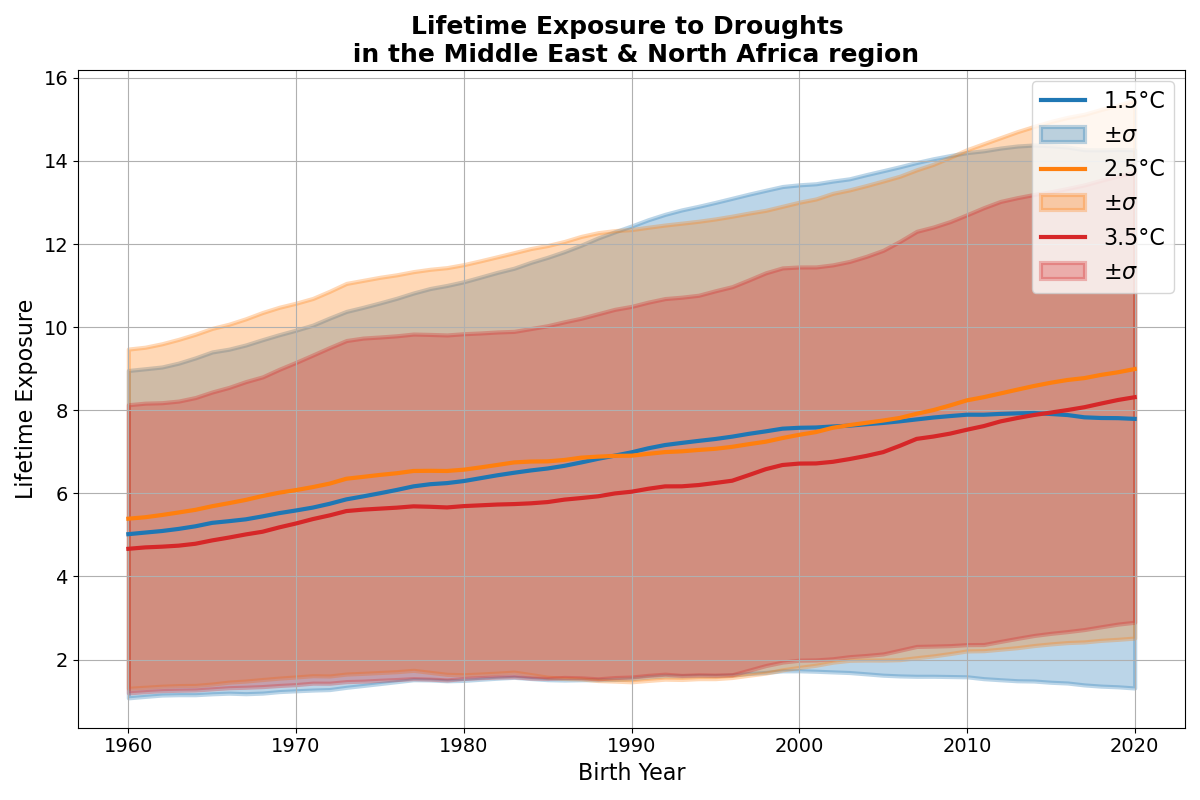 Lifetime Exposure to Droughts
in the Middle East & North Africa region
16
14
12
10
8
6
4
2
Lifetime Exposure
1.5°C
±σ
2.5°C
±σ
3.5°C
±σ
1960 1970 1980 1990 2000 2010 2020
Birth Year